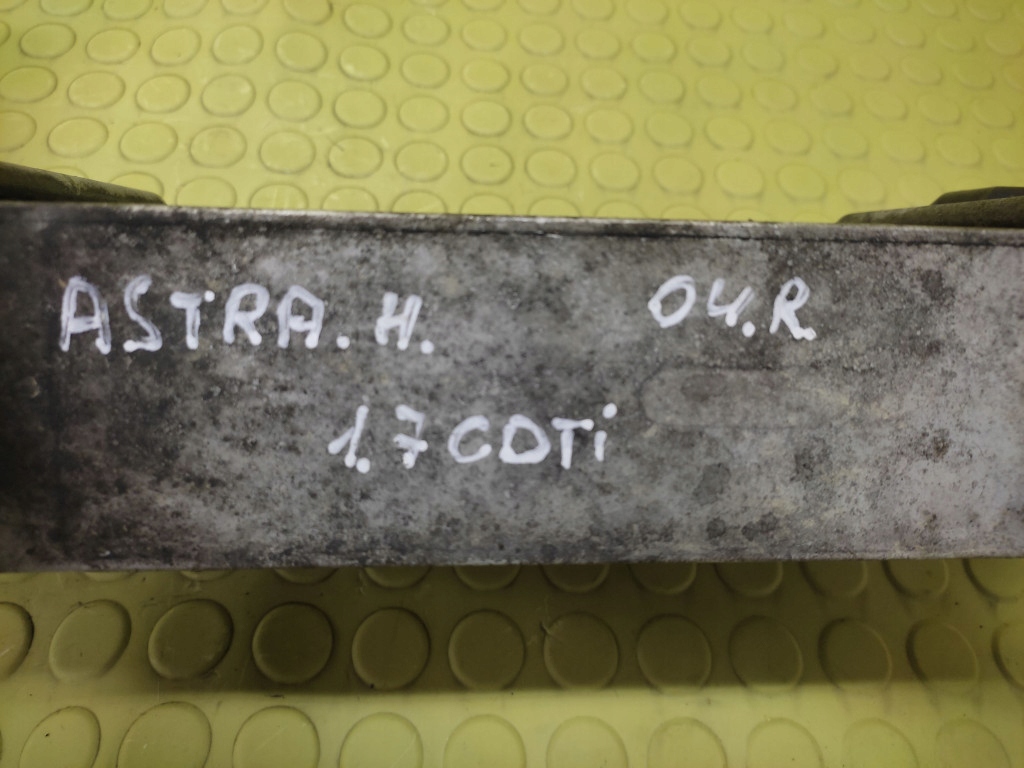 ASTRA. H. 04.R.
1.7 CDTi